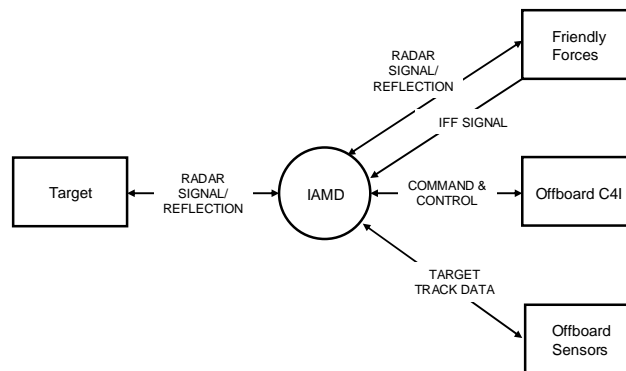 Friendly
Forces
RADAR
SIGNAL/
REFLECTION
IFF SIGNAL
Target
RADAR
SIGNAL/
REFLECTION
IAMD
COMMAND &
CONTROL
Offboard C4I
TARGET
TRACK DATA
Offboard
Sensors